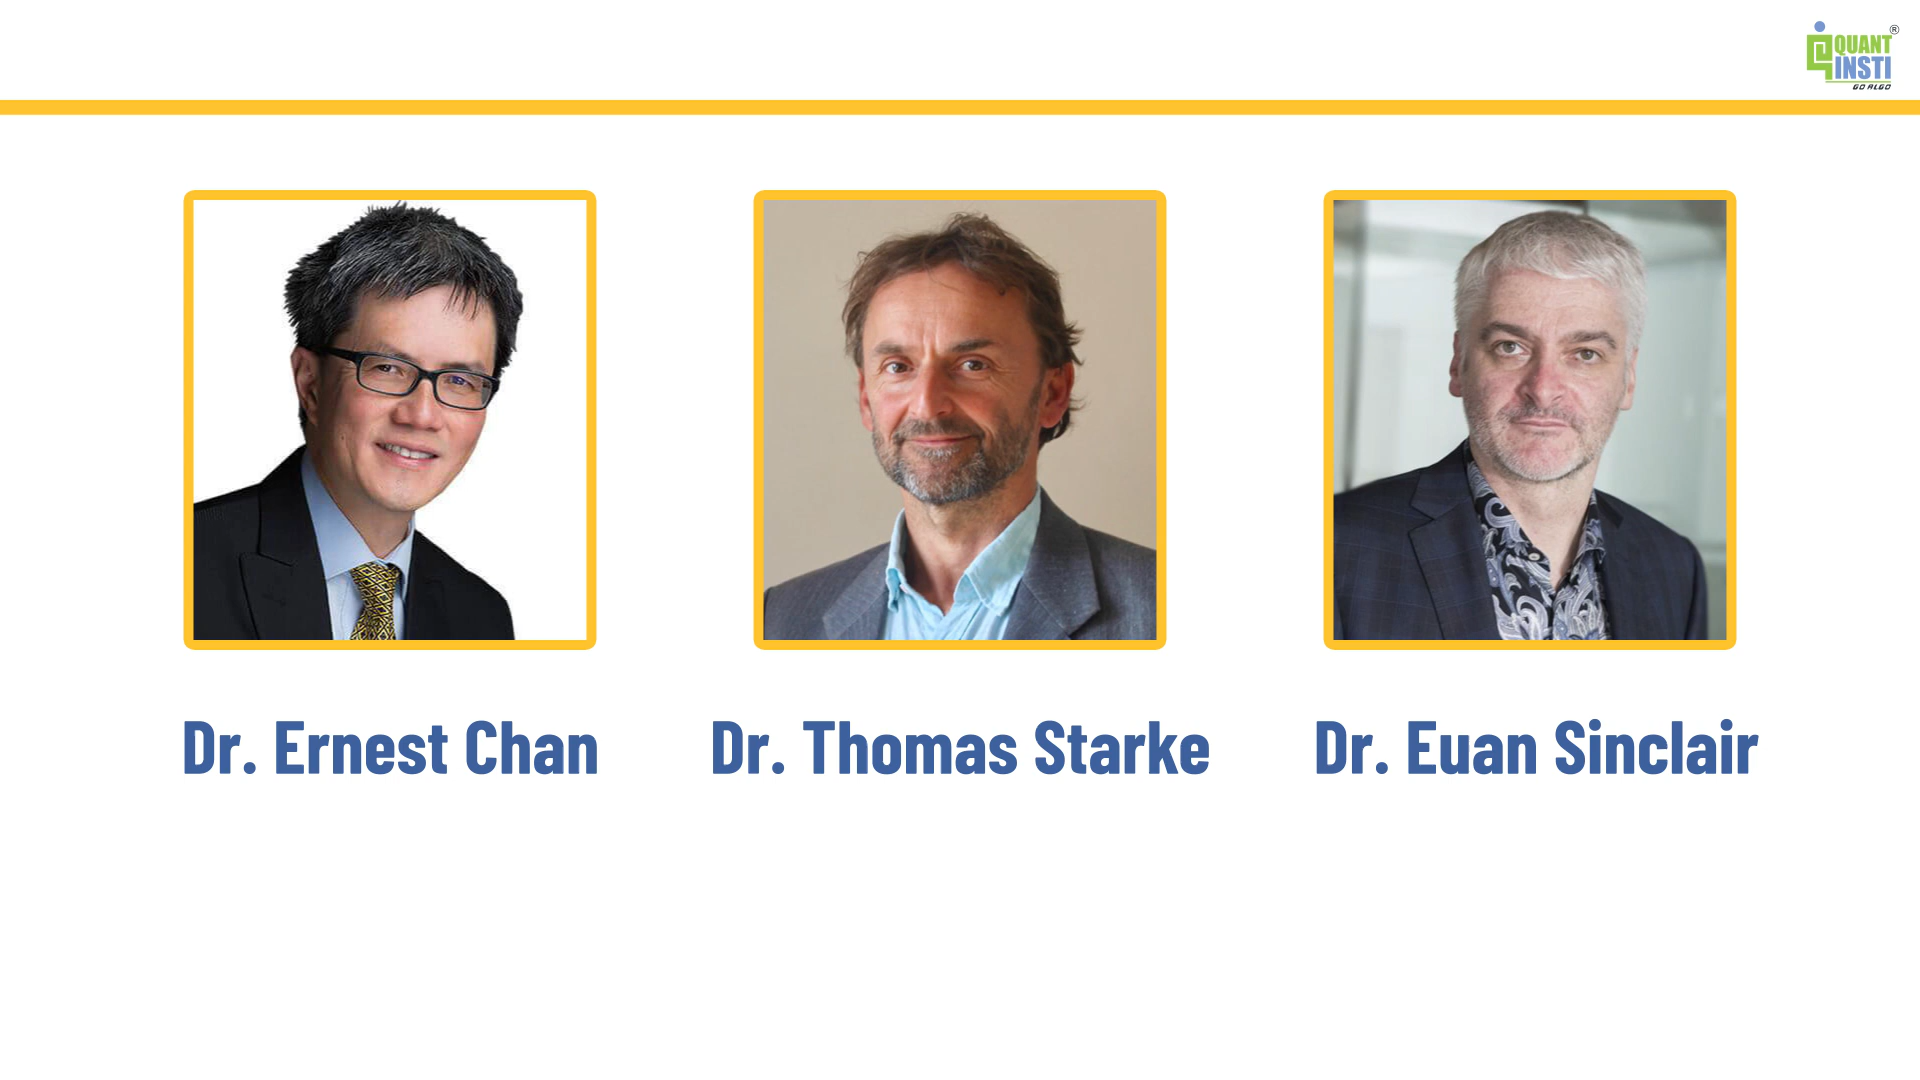 QUANT
INSTI
®
GO ALGO
Dr. Ernest Chan
Dr. Thomas Starke
Dr. Euan Sinclair